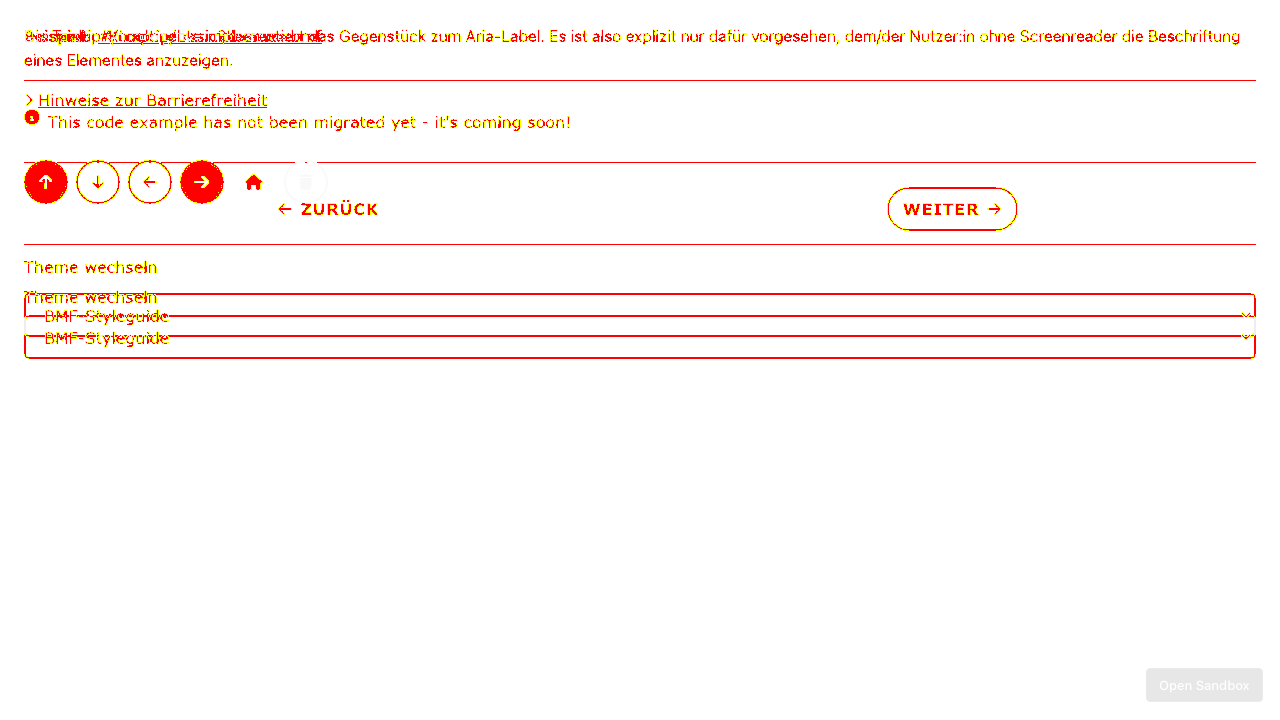 das Gegenstück zum Aria-Label. Es ist also explizit nur dafür vorgesehen, dem/der Nutzer:in ohne Screenreader die Beschriftung
eines Elementes anzuzeigen.
Hinweise zur Barrierefreiheit
This code example has not been migrated yet - it's coming soon!
← ZURÜCK
WEITER →
Theme wechseln
Theme wechseln
BMF-Styleguide
BMF-Styleguide
Open Sandbox